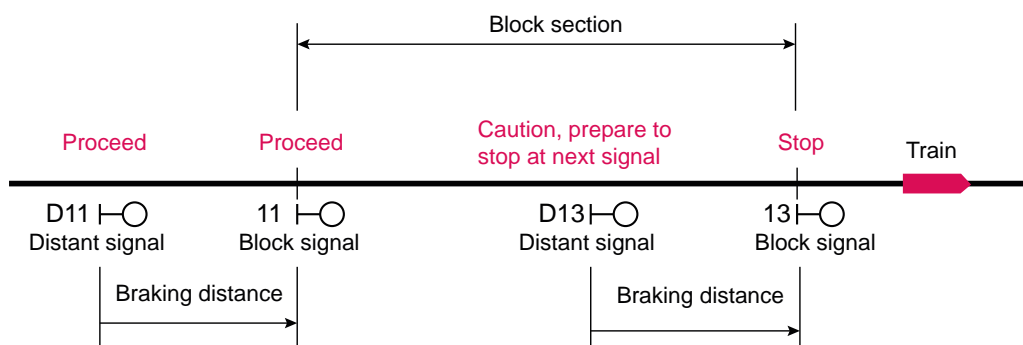 Block section
Proceed
Proceed
Caution, prepare to
stop at next signal
Stop
Train
D11
11
D13
13
Distant signal
Block signal
Distant signal
Block signal
Braking distance
Braking distance